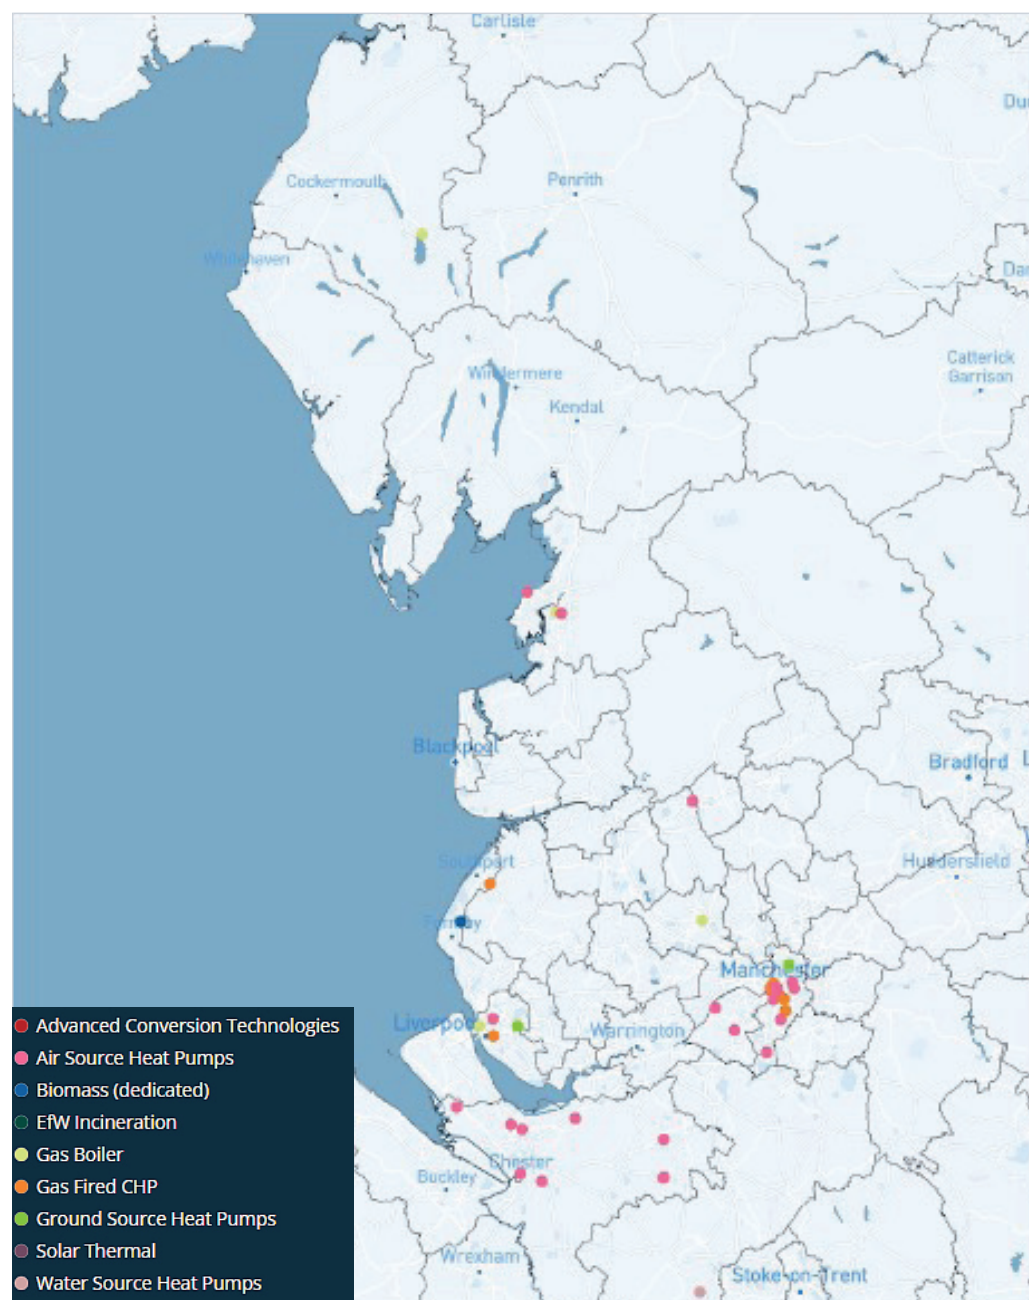 Carlisle
Du
Cockermouth
Penrith
Whitehaven
Da
Catterick
Garrison
Windermere
Kendal
Blackpool
Bradford
L
Southport
Huddersfield
Formby
Manchester
Liverpool
Warrington
Chester
Buckley
Wrexham
Stoke-on-Trent
Advanced Conversion Technologies
Air Source Heat Pumps
Biomass (dedicated)
EfW Incineration
Gas Boiler
Gas Fired CHP
Ground Source Heat Pumps
Solar Thermal
Water Source Heat Pumps